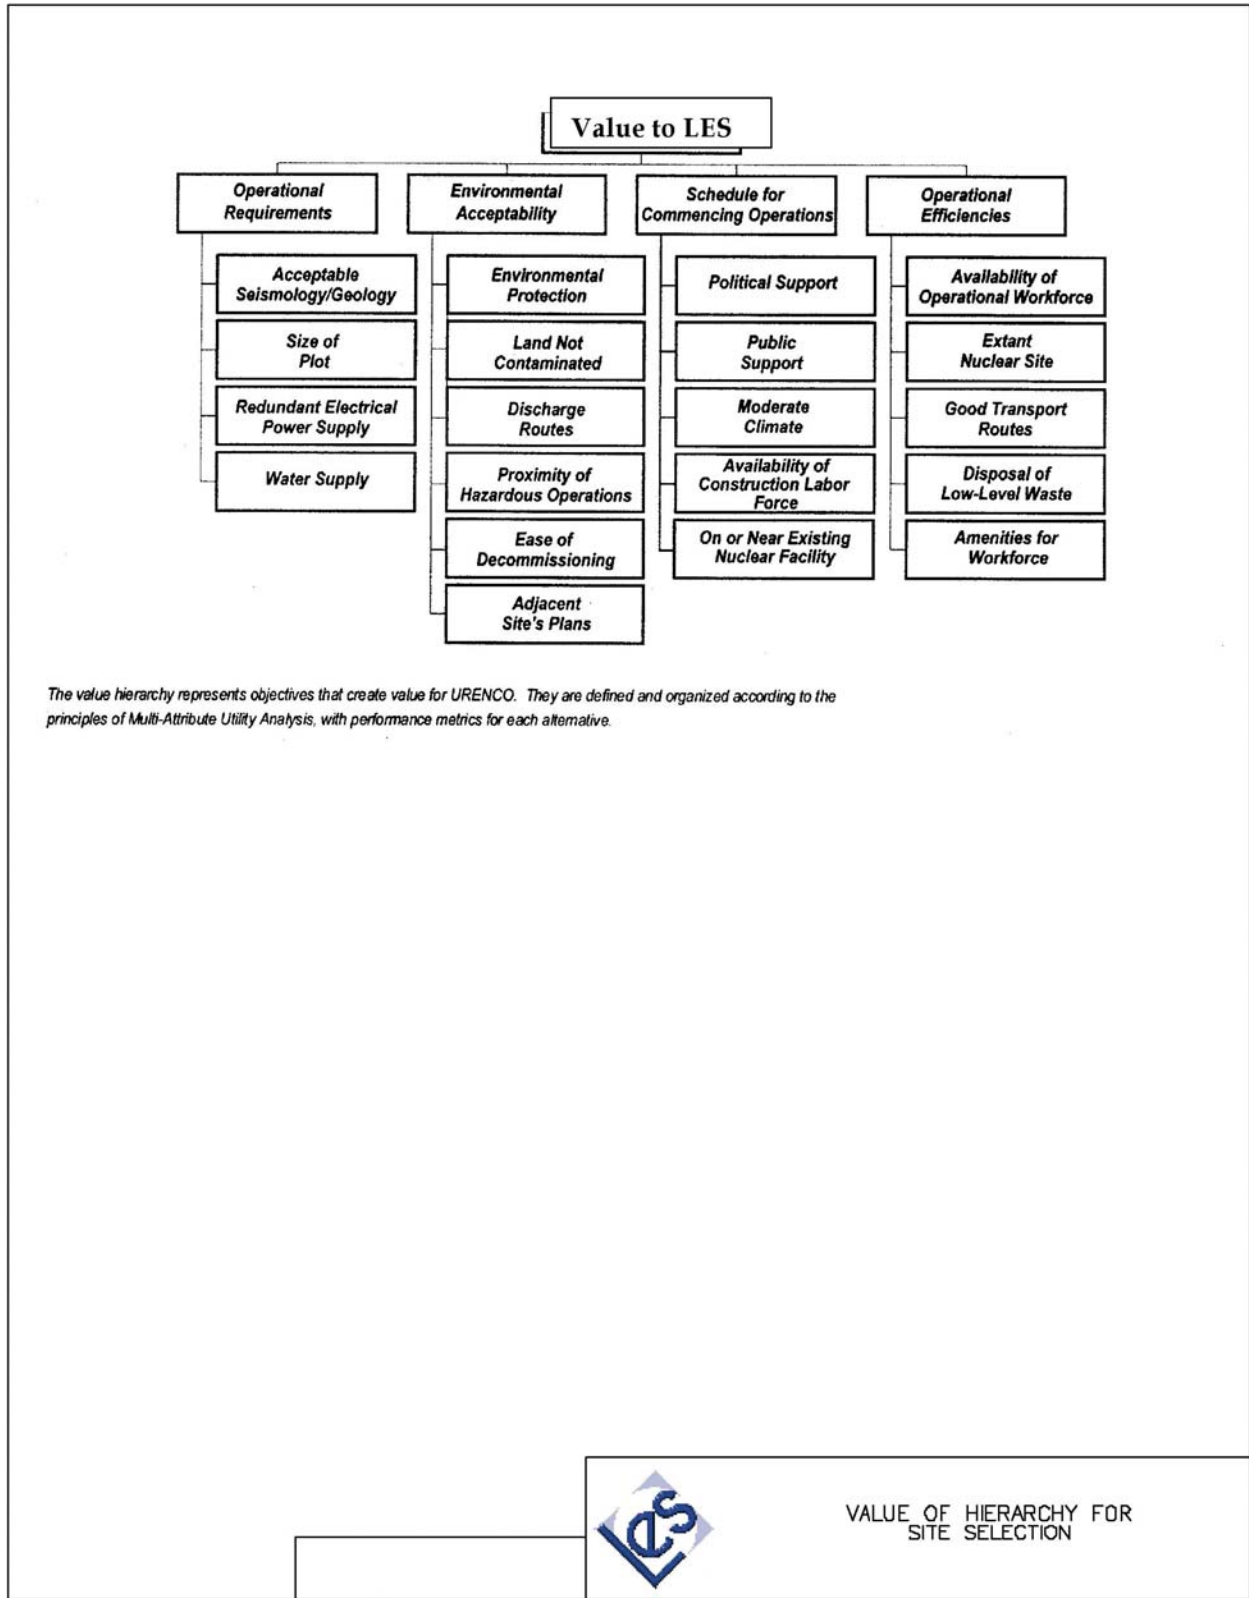 Value to LES
Operational
Requirements
Acceptable
Seismology/Geology
Size of
Plot
Redundant Electrical
Power Supply
Water Supply
Environmental
Acceptability
Environmental
Protection
Land Not
Contaminated
Discharge
Routes
Proximity of
Hazardous Operations
Ease of
Decommissioning
Adjacent
Site's Plans
Schedule for
Commencing Operations
Political Support
Public
Support
Moderate
Climate
Availability of
Construction Labor
Force
On or Near Existing
Nuclear Facility
Operational
Efficiencies
Availability of
Operational Workforce
Extant
Nuclear Site
Good Transport
Routes
Disposal of
Low-Level Waste
Amenities for
Workforce
The value hierarchy represents objectives that create value for URENCO. They are defined and organized according to the
principles of Multi-Attribute Utility Analysis, with performance metrics for each alternative.
Les
VALUE OF HIERARCHY FOR
SITE SELECTION